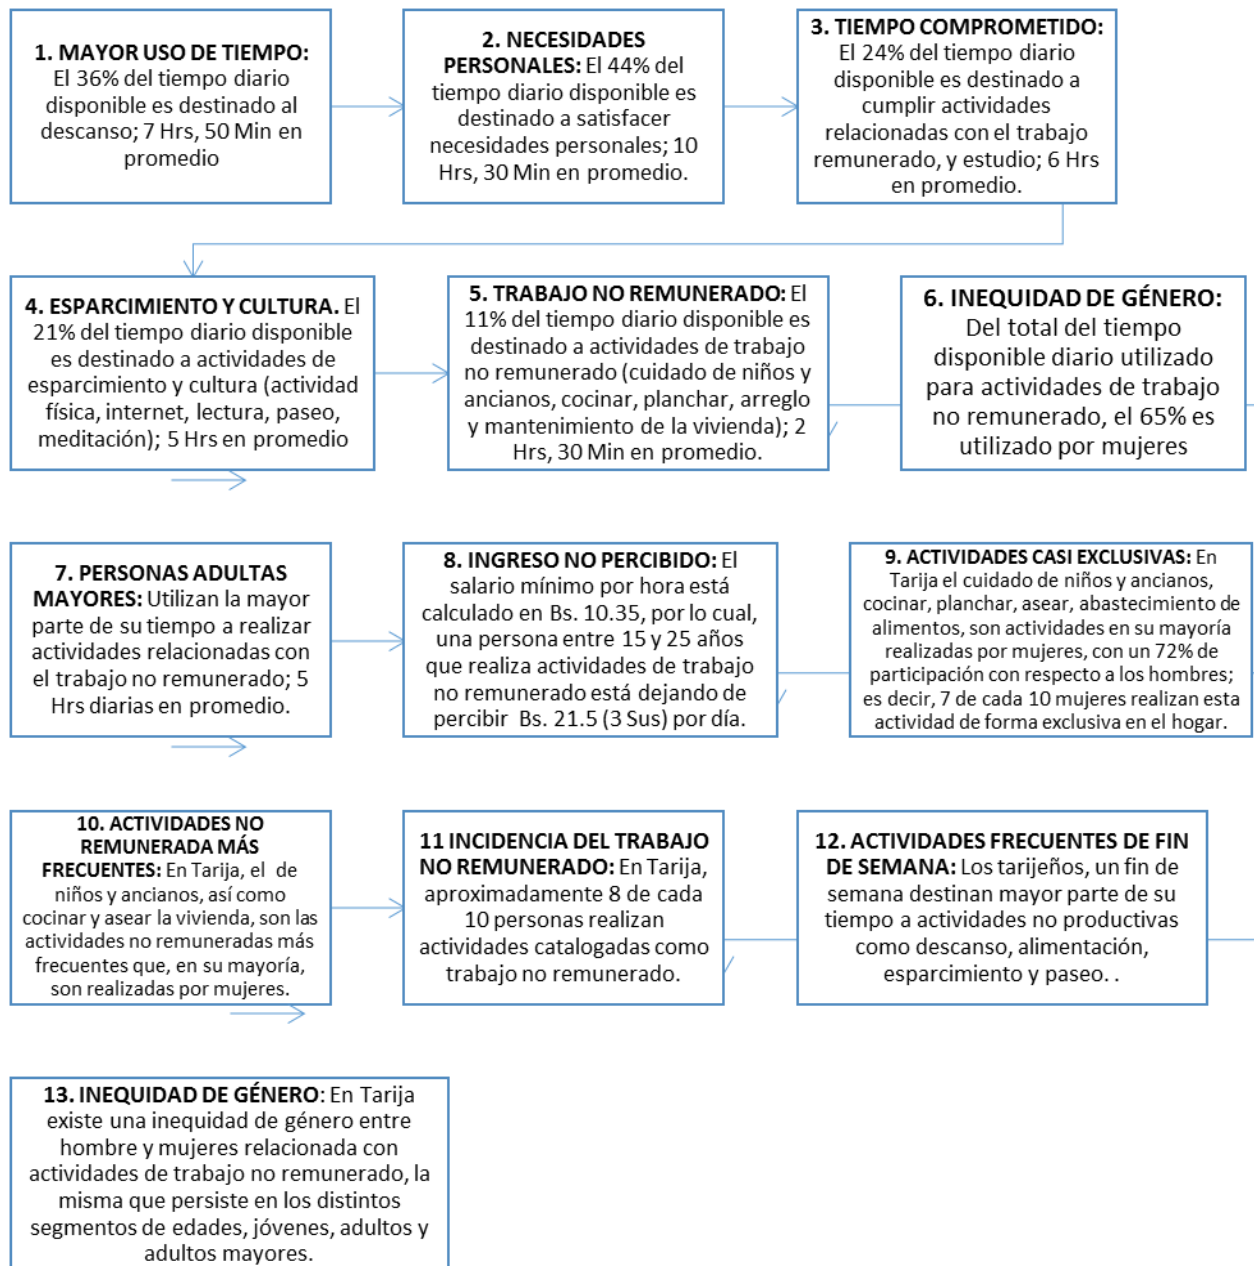 1. MAYOR USO DE TIEMPO:
El 36% del tiempo diario
disponible es destinado al
descanso; 7 Hrs, 50 Min en
promedio
2. NECESIDADES
PERSONALES: El 44% del
tiempo diario disponible es
destinado a satisfacer
necesidades personales; 10
Hrs, 30 Min en promedio.
3. TIEMPO COMPROMETIDO:
El 24% del tiempo diario
disponible es destinado a
cumplir actividades
relacionadas con el trabajo
remunerado, y estudio; 6 Hrs
en promedio.
4. ESPARCIMIENTO Y CULTURA. El
21% del tiempo diario disponible
es destinado a actividades de
esparcimiento y cultura (actividad
física, internet, lectura, paseo,
meditación); 5 Hrs en promedio
5. TRABAJO NO REMUNERADO: El
11% del tiempo diario disponible es
destinado a actividades de trabajo
no remunerado (cuidado de niños y
ancianos, cocinar, planchar, arreglo
y mantenimiento de la vivienda); 2
Hrs, 30 Min en promedio.
6. INEQUIDAD DE GÉNERO:
Del total del tiempo
disponible diario utilizado
para actividades de trabajo
no remunerado, el 65% es
utilizado por mujeres
7. PERSONAS ADULTAS
MAYORES: Utilizan la mayor
parte de su tiempo a realizar
actividades relacionadas con
el trabajo no remunerado; 5
Hrs diarias en promedio.
8. INGRESO NO PERCIBIDO: El
salario mínimo por hora está
calculado en Bs. 10.35, por lo cual,
una persona entre 15 y 25 años
que realiza actividades de trabajo
no remunerado está dejando de
percibir Bs. 21.5 (3 Sus) por día.
9. ACTIVIDADES CASI EXCLUSIVAS: En
Tarija el cuidado de niños y ancianos,
cocinar, planchar, asear, abastecimiento de
alimentos, son actividades en su mayoría
realizadas por mujeres, con un 72% de
participación con respecto a los hombres;
es decir, 7 de cada 10 mujeres realizan esta
actividad de forma exclusiva en el hogar.
10. ACTIVIDADES NO
REMUNERADA MÁS
FRECUENTES: En Tarija, el de
niños y ancianos, así como
cocinar y asear la vivienda, son las
actividades no remuneradas más
frecuentes que, en su mayoría,
son realizadas por mujeres.
11 INCIDENCIA DEL TRABAJO
NO REMUNERADO: En Tarija,
aproximadamente 8 de cada
10 personas realizan
actividades catalogadas como
trabajo no remunerado.
12. ACTIVIDADES FRECUENTES DE FIN
DE SEMANA: Los tarijeños, un fin de
semana destinan mayor parte de su
tiempo a actividades no productivas
como descanso, alimentación,
esparcimiento y paseo. .
13. INEQUIDAD DE GÉNERO: En Tarija
existe una inequidad de género entre
hombre y mujeres relacionada con
actividades de trabajo no remunerado, la
misma que persiste en los distintos
segmentos de edades, jóvenes, adultos y
adultos mayores.